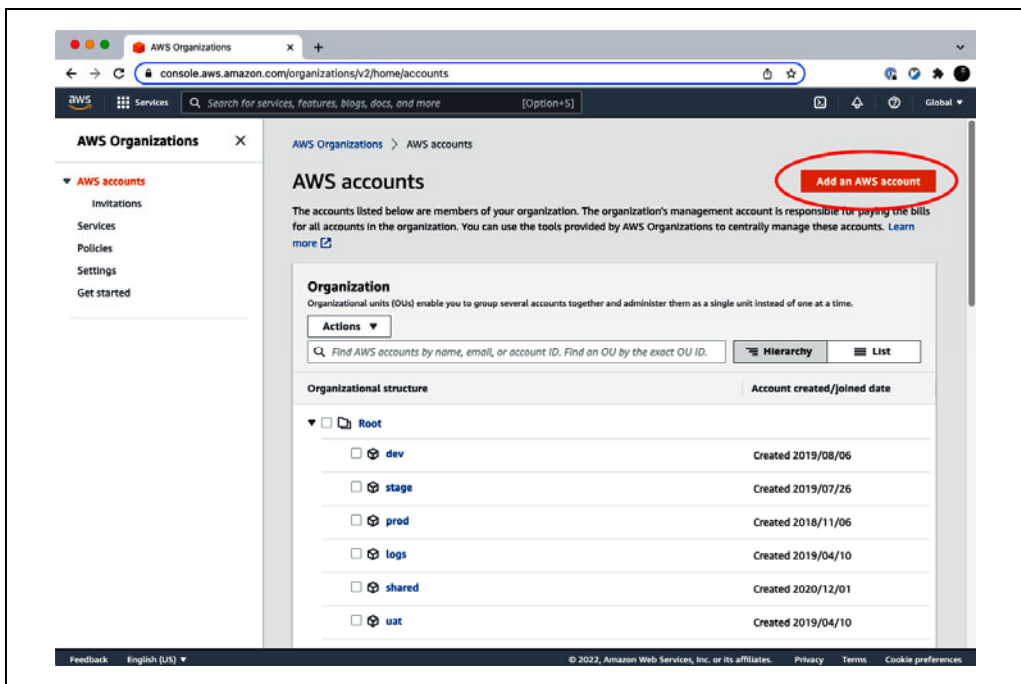 AWS Organizations
console.aws.amazon.com/organizations/v2/home/accounts
aws
Services
Search for services, features, blogs, docs, and more
[Option+S]
Global
AWS Organizations
AWS accounts
Invitations
Services
Policies
Settings
Get started
AWS Organizations > AWS accounts
AWS accounts
Add an AWS account
The accounts listed below are members of your organization. The organization's management account is responsible for paying the bills
for all accounts in the organization. You can use the tools provided by AWS Organizations to centrally manage these accounts. Learn
more
Organization
Organizational units (OUs) enable you to group several accounts together and administer them as a single unit instead of one at a time.
Actions
Find AWS accounts by name, email, or account ID. Find an OU by the exact OU ID.
Hierarchy
List
Organizational structure
Account created/joined date
Root
dev
Created 2019/08/06
stage
Created 2019/07/26
prod
Created 2018/11/06
logs
Created 2019/04/10
shared
Created 2020/12/01
uat
Created 2019/04/10
Feedback
English (US)
© 2022, Amazon Web Services, Inc. or its affiliates.
Privacy
Terms
Cookie preferences